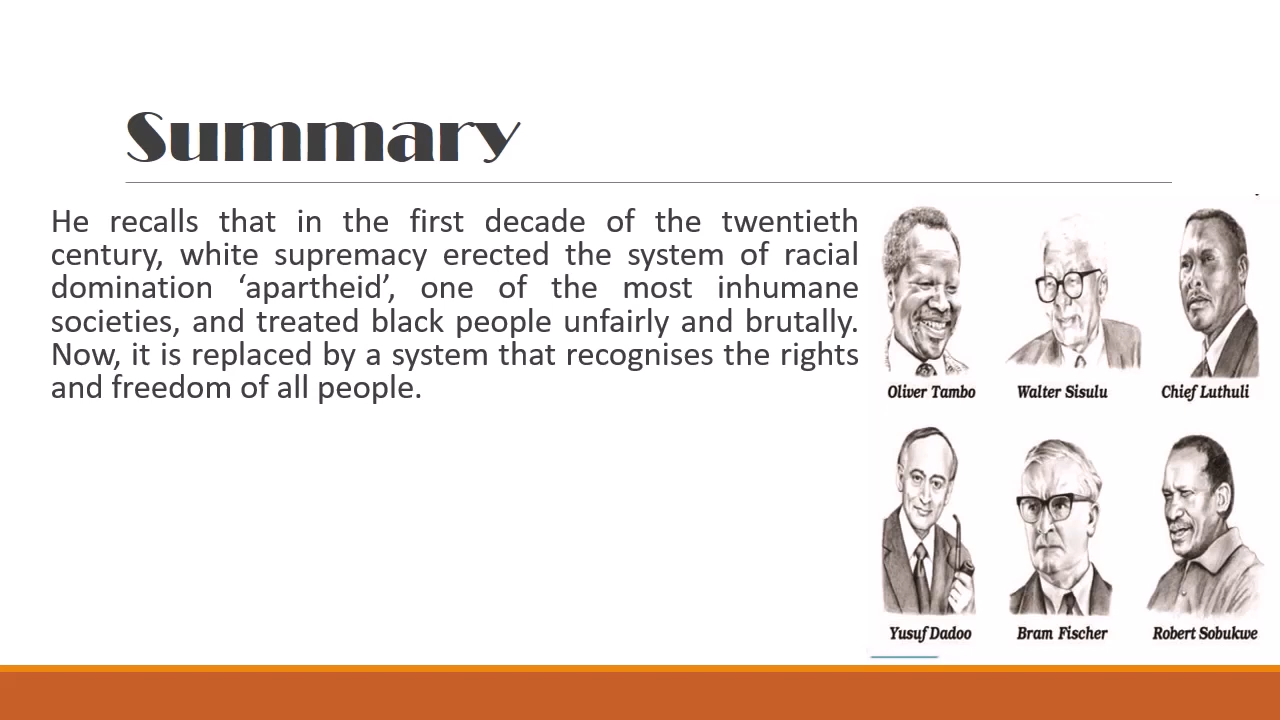 Summary
He recalls that in the first decade of the twentieth
century, white supremacy erected the system of racial
domination ‘apartheid’, one of the most inhumane
societies, and treated black people unfairly and brutally.
Now, it is replaced by a system that recognises the rights
and freedom of all people.
Oliver Tambo
Walter Sisulu
Chief Luthuli
Yusuf Dadoo
Bram Fischer
Robert Sobukwe